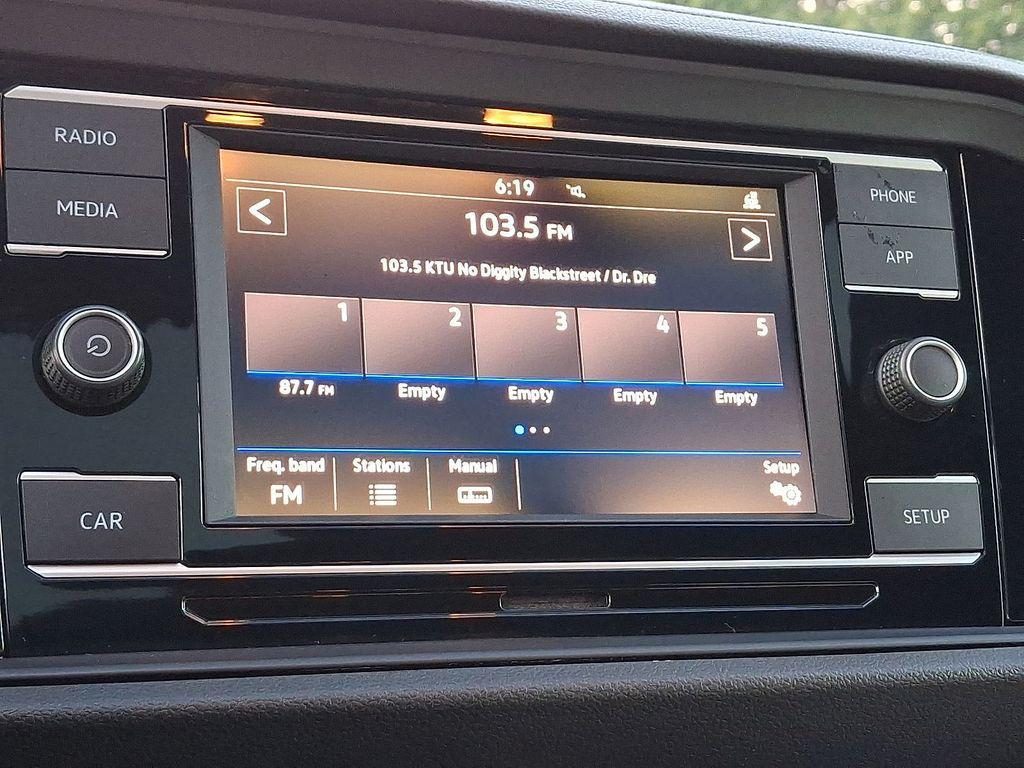 RADIO
MEDIA
PHONE
APP
6:19
103.5 FM
103.5 KTU No Diggity Blackstreet / Dr. Dre
1 2 3 4 5
87.7 FM Empty Empty Empty Empty
Freq. band Stations Manual Setup
FM
CAR
SETUP